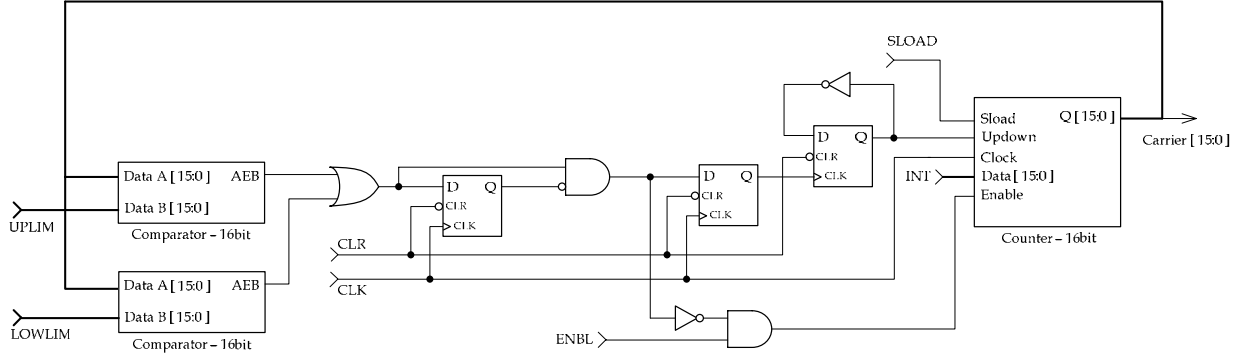 SLOAD
Sload
Q [ 15:0 ]
Updown
Clock
Data [ 15:0 ]
Enable
Counter – 16bit
Carrier [ 15:0 ]
INT
D
Q
CLR
CLK
Data A [ 15:0 ]
AEB
Data B [ 15:0 ]
Comparator – 16bit
UPLIM
D
Q
CLR
CLK
D
Q
CLR
CLK
CLR
CLK
Data A [ 15:0 ]
AEB
Data B [ 15:0 ]
Comparator – 16bit
LOWLIM
ENBL